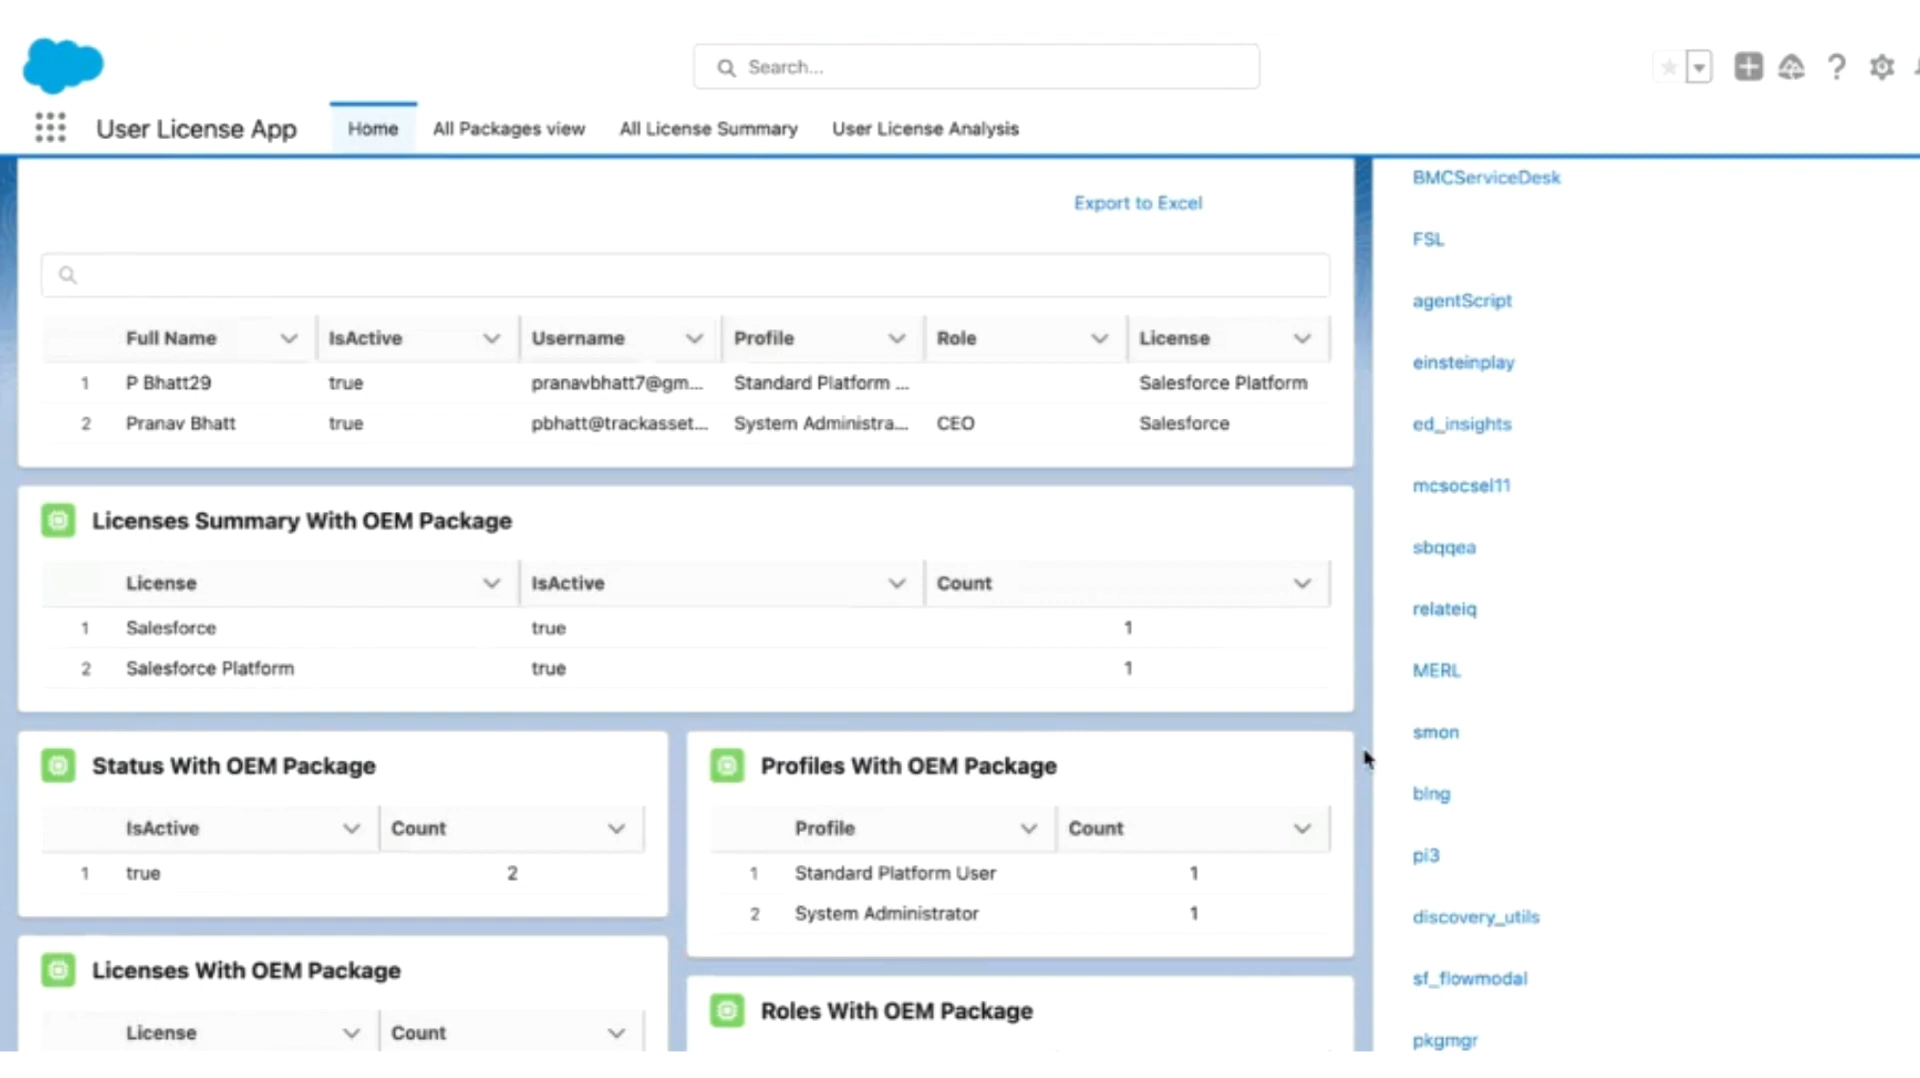 Search...
User License App
Home
All Packages view
All License Summary
User License Analysis
Export to Excel
Full Name IsActive Username Profile Role License
1 P Bhatt29 true pranavbhatt7@gm... Standard Platform ... Salesforce Platform
2 Pranav Bhatt true pbhatt@trackasset... System Administra... CEO Salesforce
Licenses Summary With OEM Package
License IsActive Count
1 Salesforce true 1
2 Salesforce Platform true 1
Status With OEM Package
IsActive Count
1 true 2
Profiles With OEM Package
Profile Count
1 Standard Platform User 1
2 System Administrator 1
Licenses With OEM Package
License Count
Roles With OEM Package
BMCServiceDesk
FSL
agentScript
einsteinplay
ed_insights
mcsocsel11
sbqqea
relateiq
MERL
smon
bing
pi3
discovery_utils
sf_flowmodal
pkgmgr